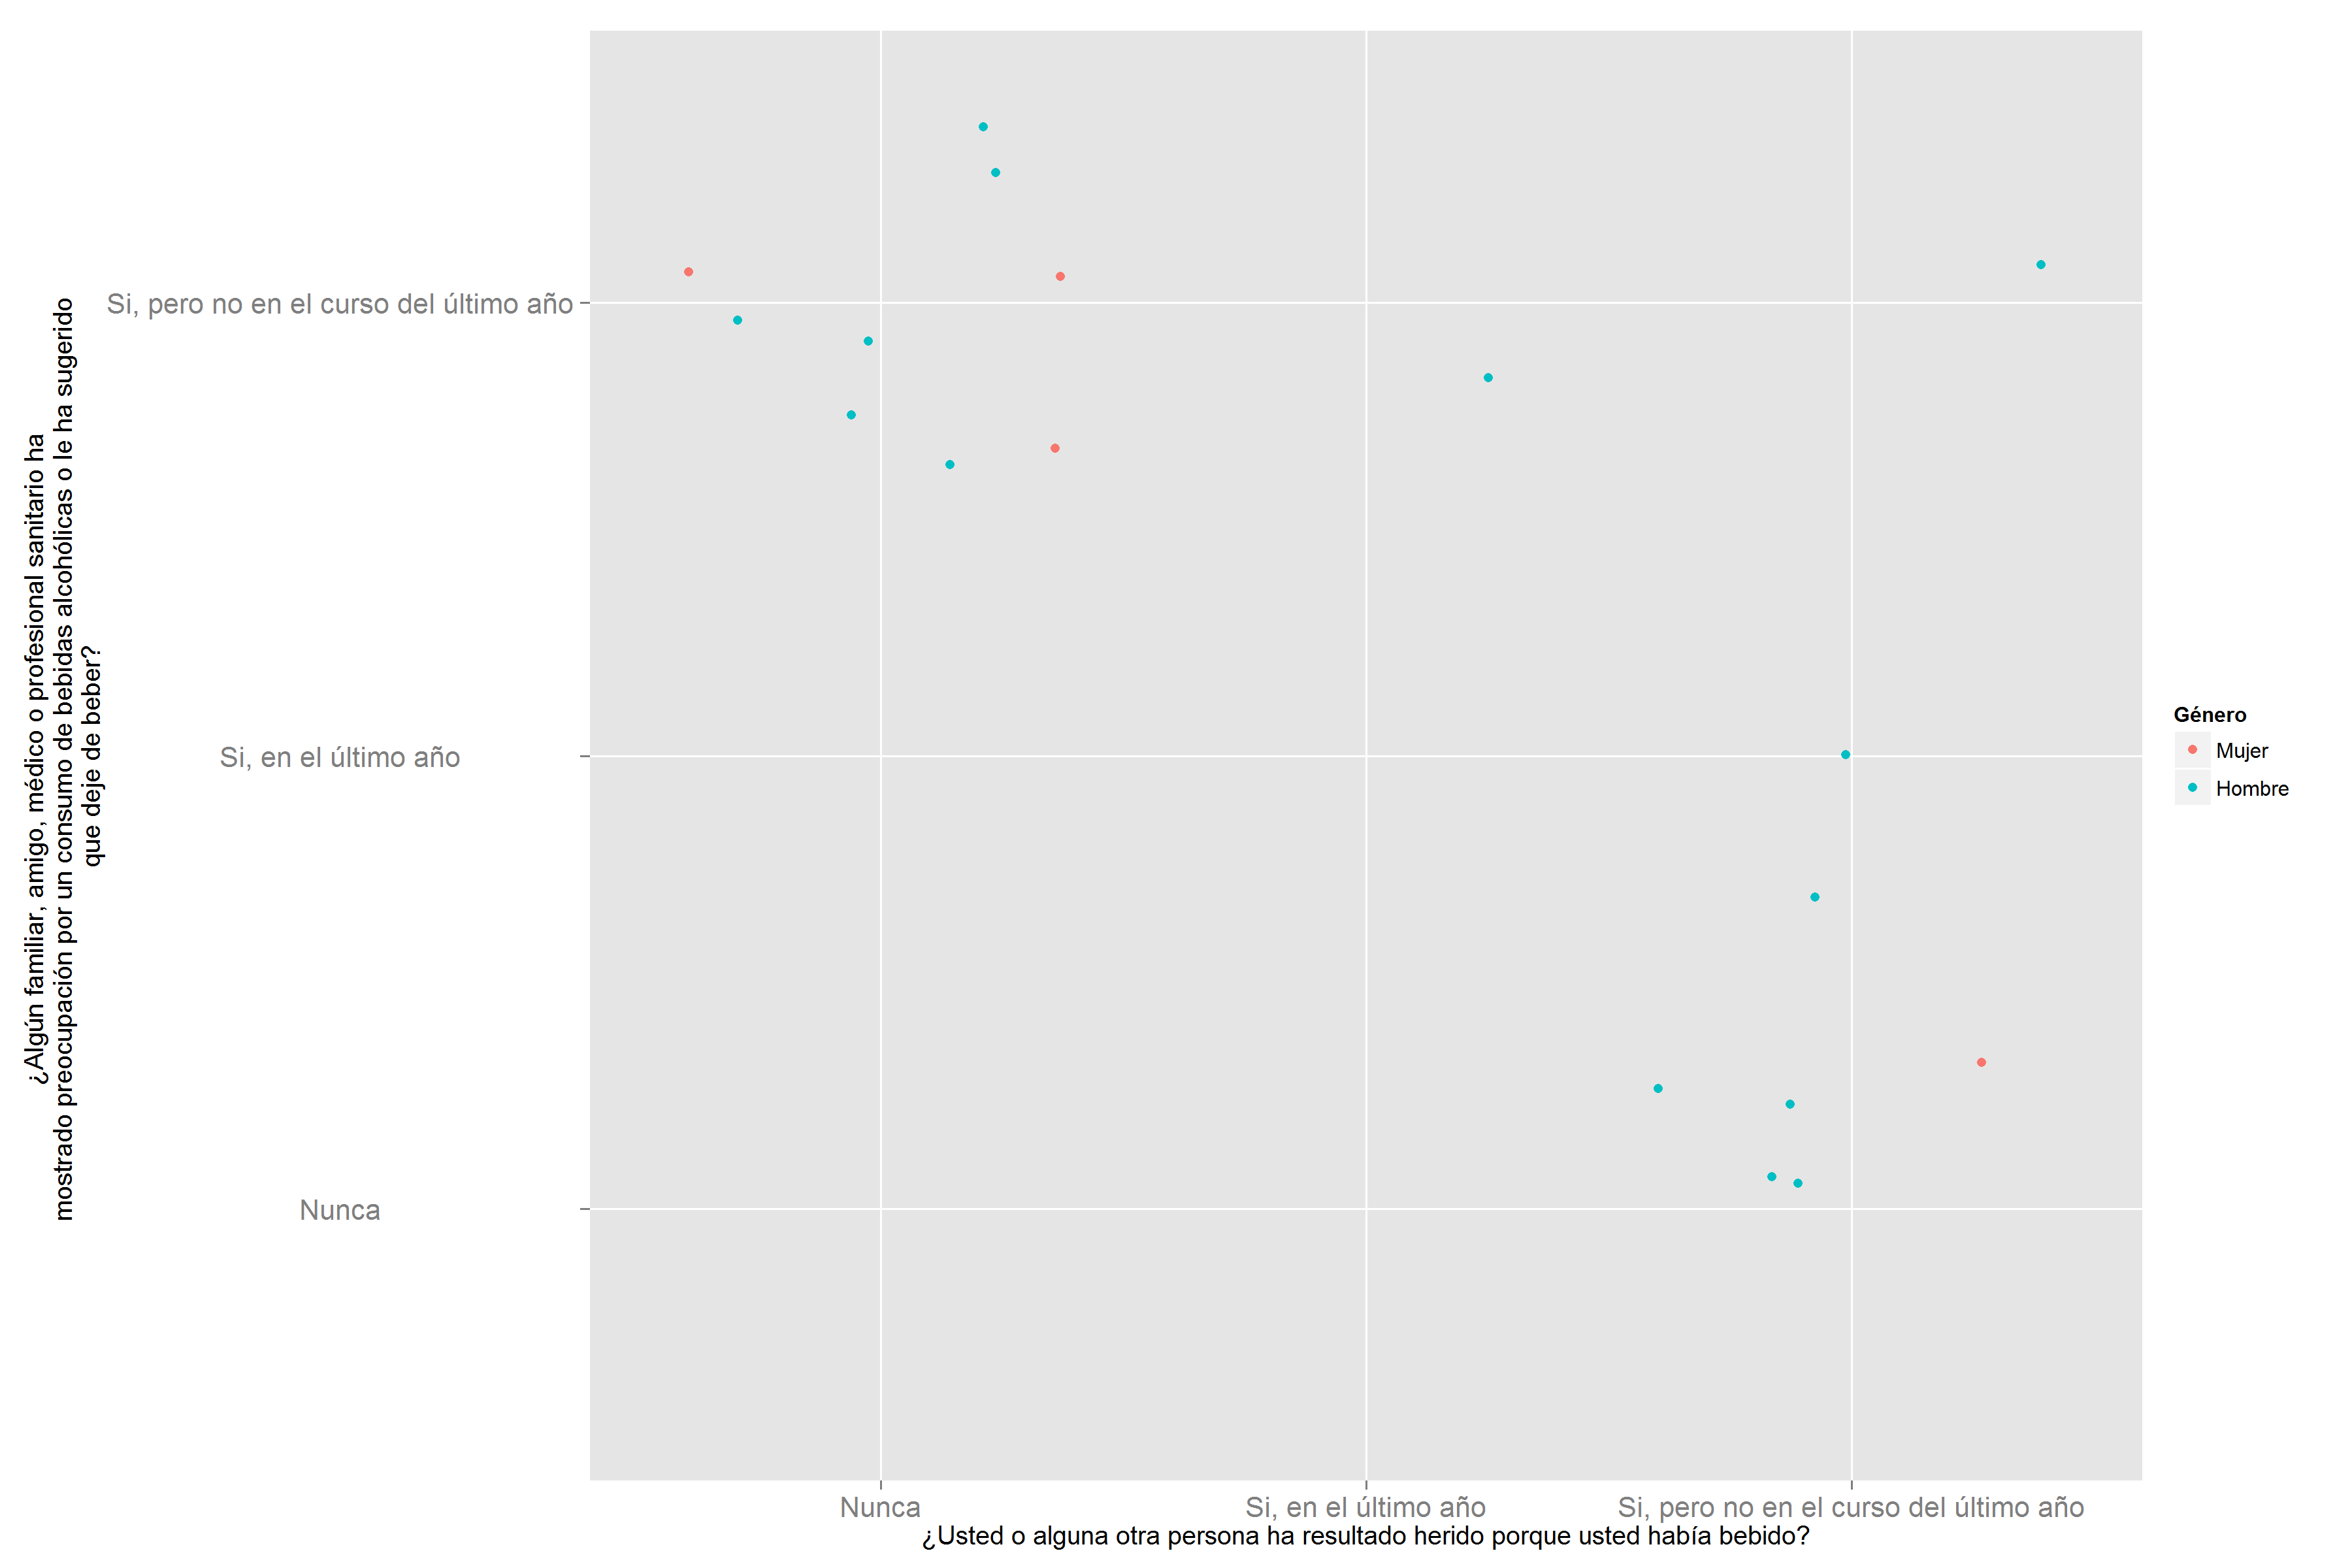 ¿Algún familiar, amigo, médico o profesional sanitario ha
mostrado preocupación por un consumo de bebidas alcohólicas o le ha sugerido
que deje de beber?
Si, pero no en el curso del último año
Si, en el último año
Nunca
Género
Mujer
Hombre
Nunca
Si, en el último año
Si, pero no en el curso del último año
¿Usted o alguna otra persona ha resultado herido porque usted había bebido?